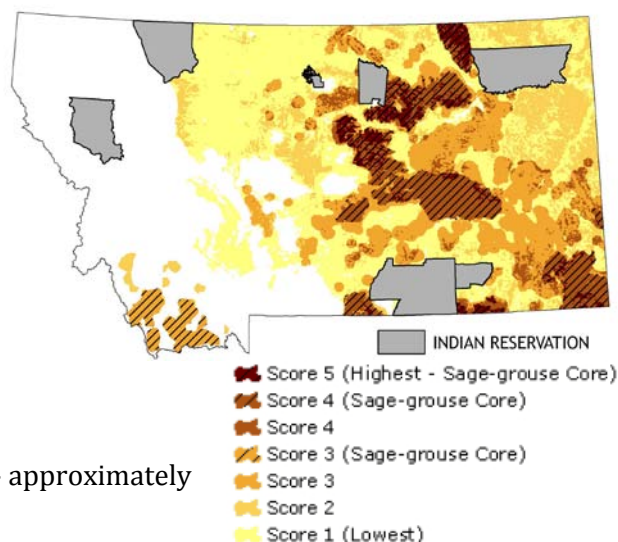 INDIAN RESERVATION
Score 5 (Highest - Sage-grouse Core)
Score 4 (Sage-grouse Core)
Score 4
approximately
Score 3 (Sage-grouse Core)
Score 3
Score 2
Score 1 (Lowest)